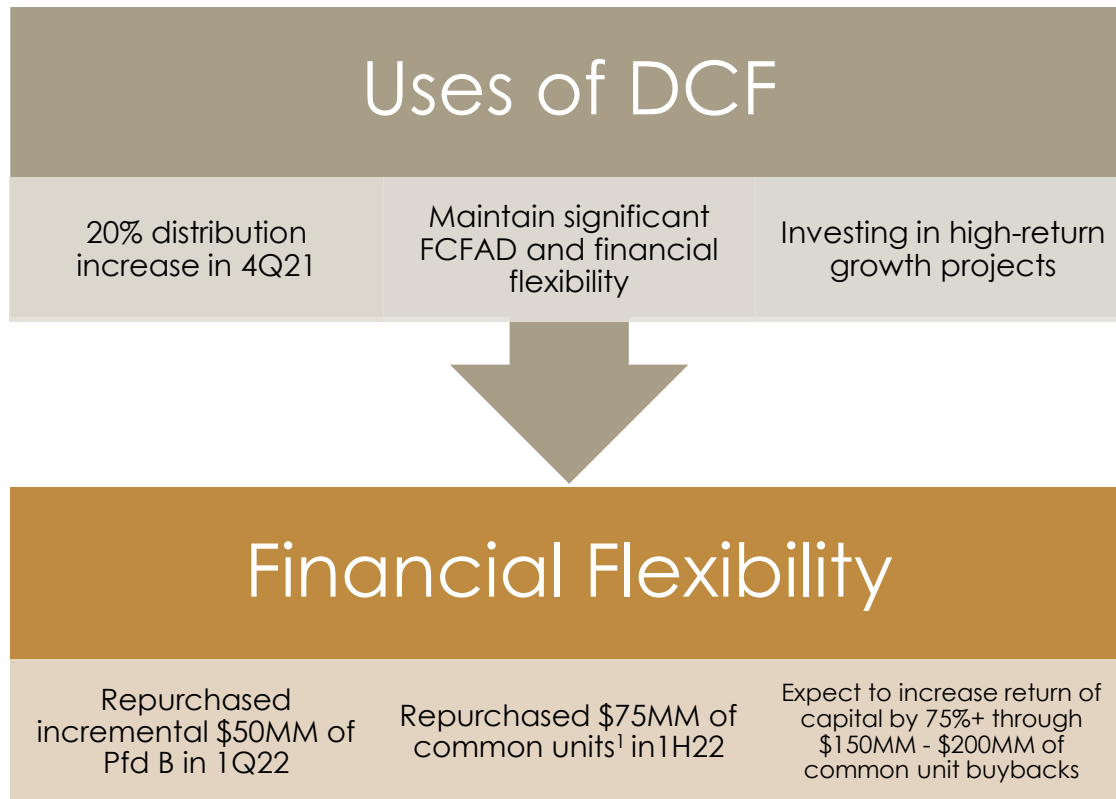 Uses of DCF
20% distribution
increase in 4Q21
Maintain significant
FCFAD and financial
flexibility
Investing in high-return
growth projects
Financial Flexibility
Repurchased
incremental $50MM of
Pfd B in 1Q22
Repurchased $75MM of
common units¹ in1H22
Expect to increase return of
capital by 75%+ through
$150MM - $200MM of
common unit buybacks